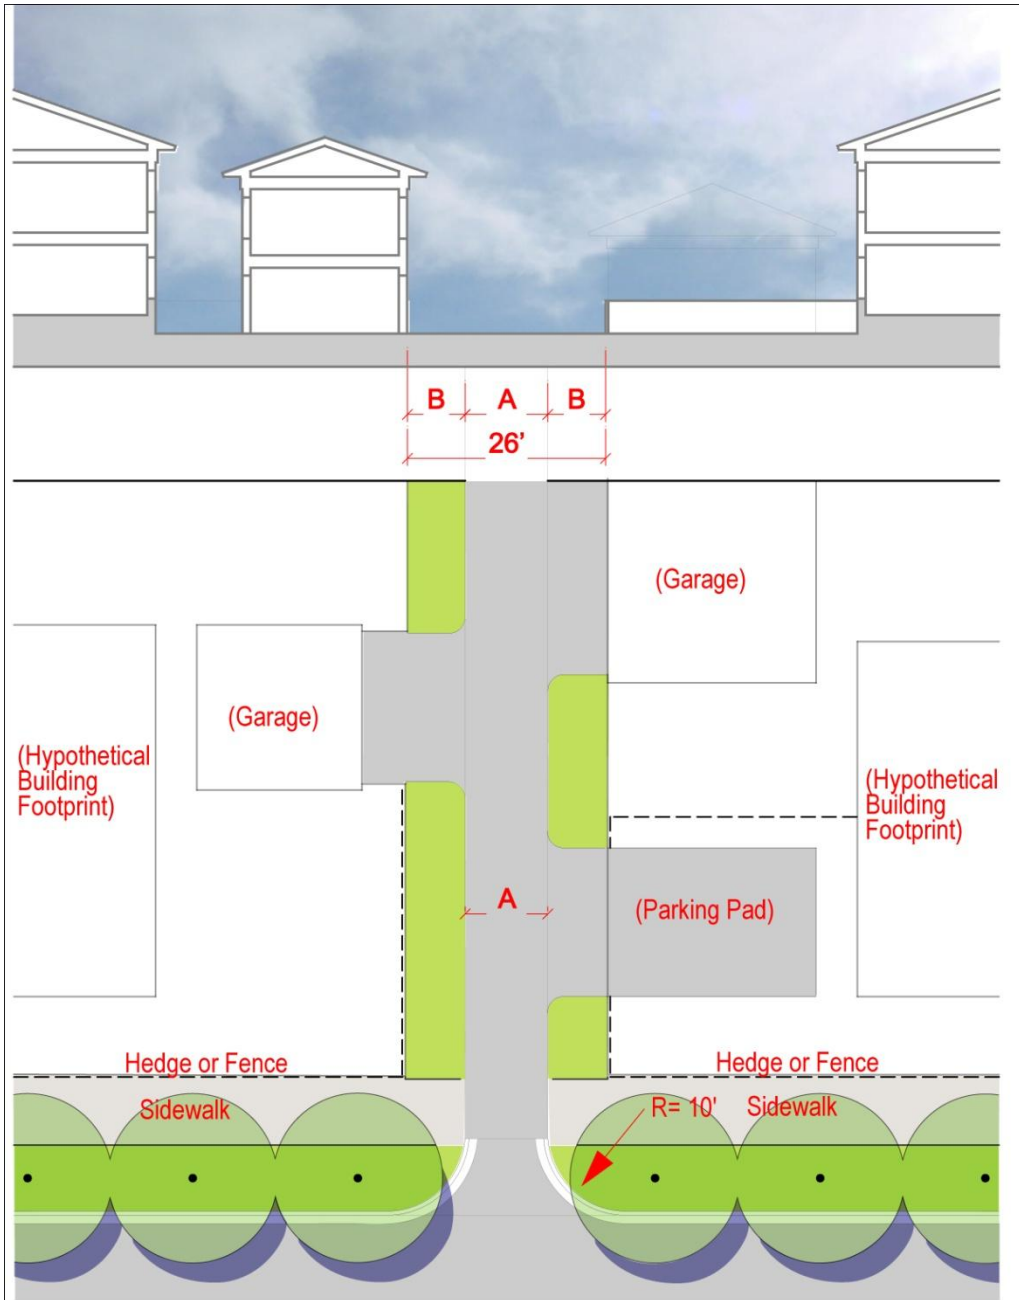 B A B
26’
(Garage)
(Garage)
(Hypothetical
Building
Footprint)
(Hypothetical
Building
Footprint)
A
(Parking Pad)
Hedge or Fence
Hedge or Fence
Sidewalk
R= 10' Sidewalk